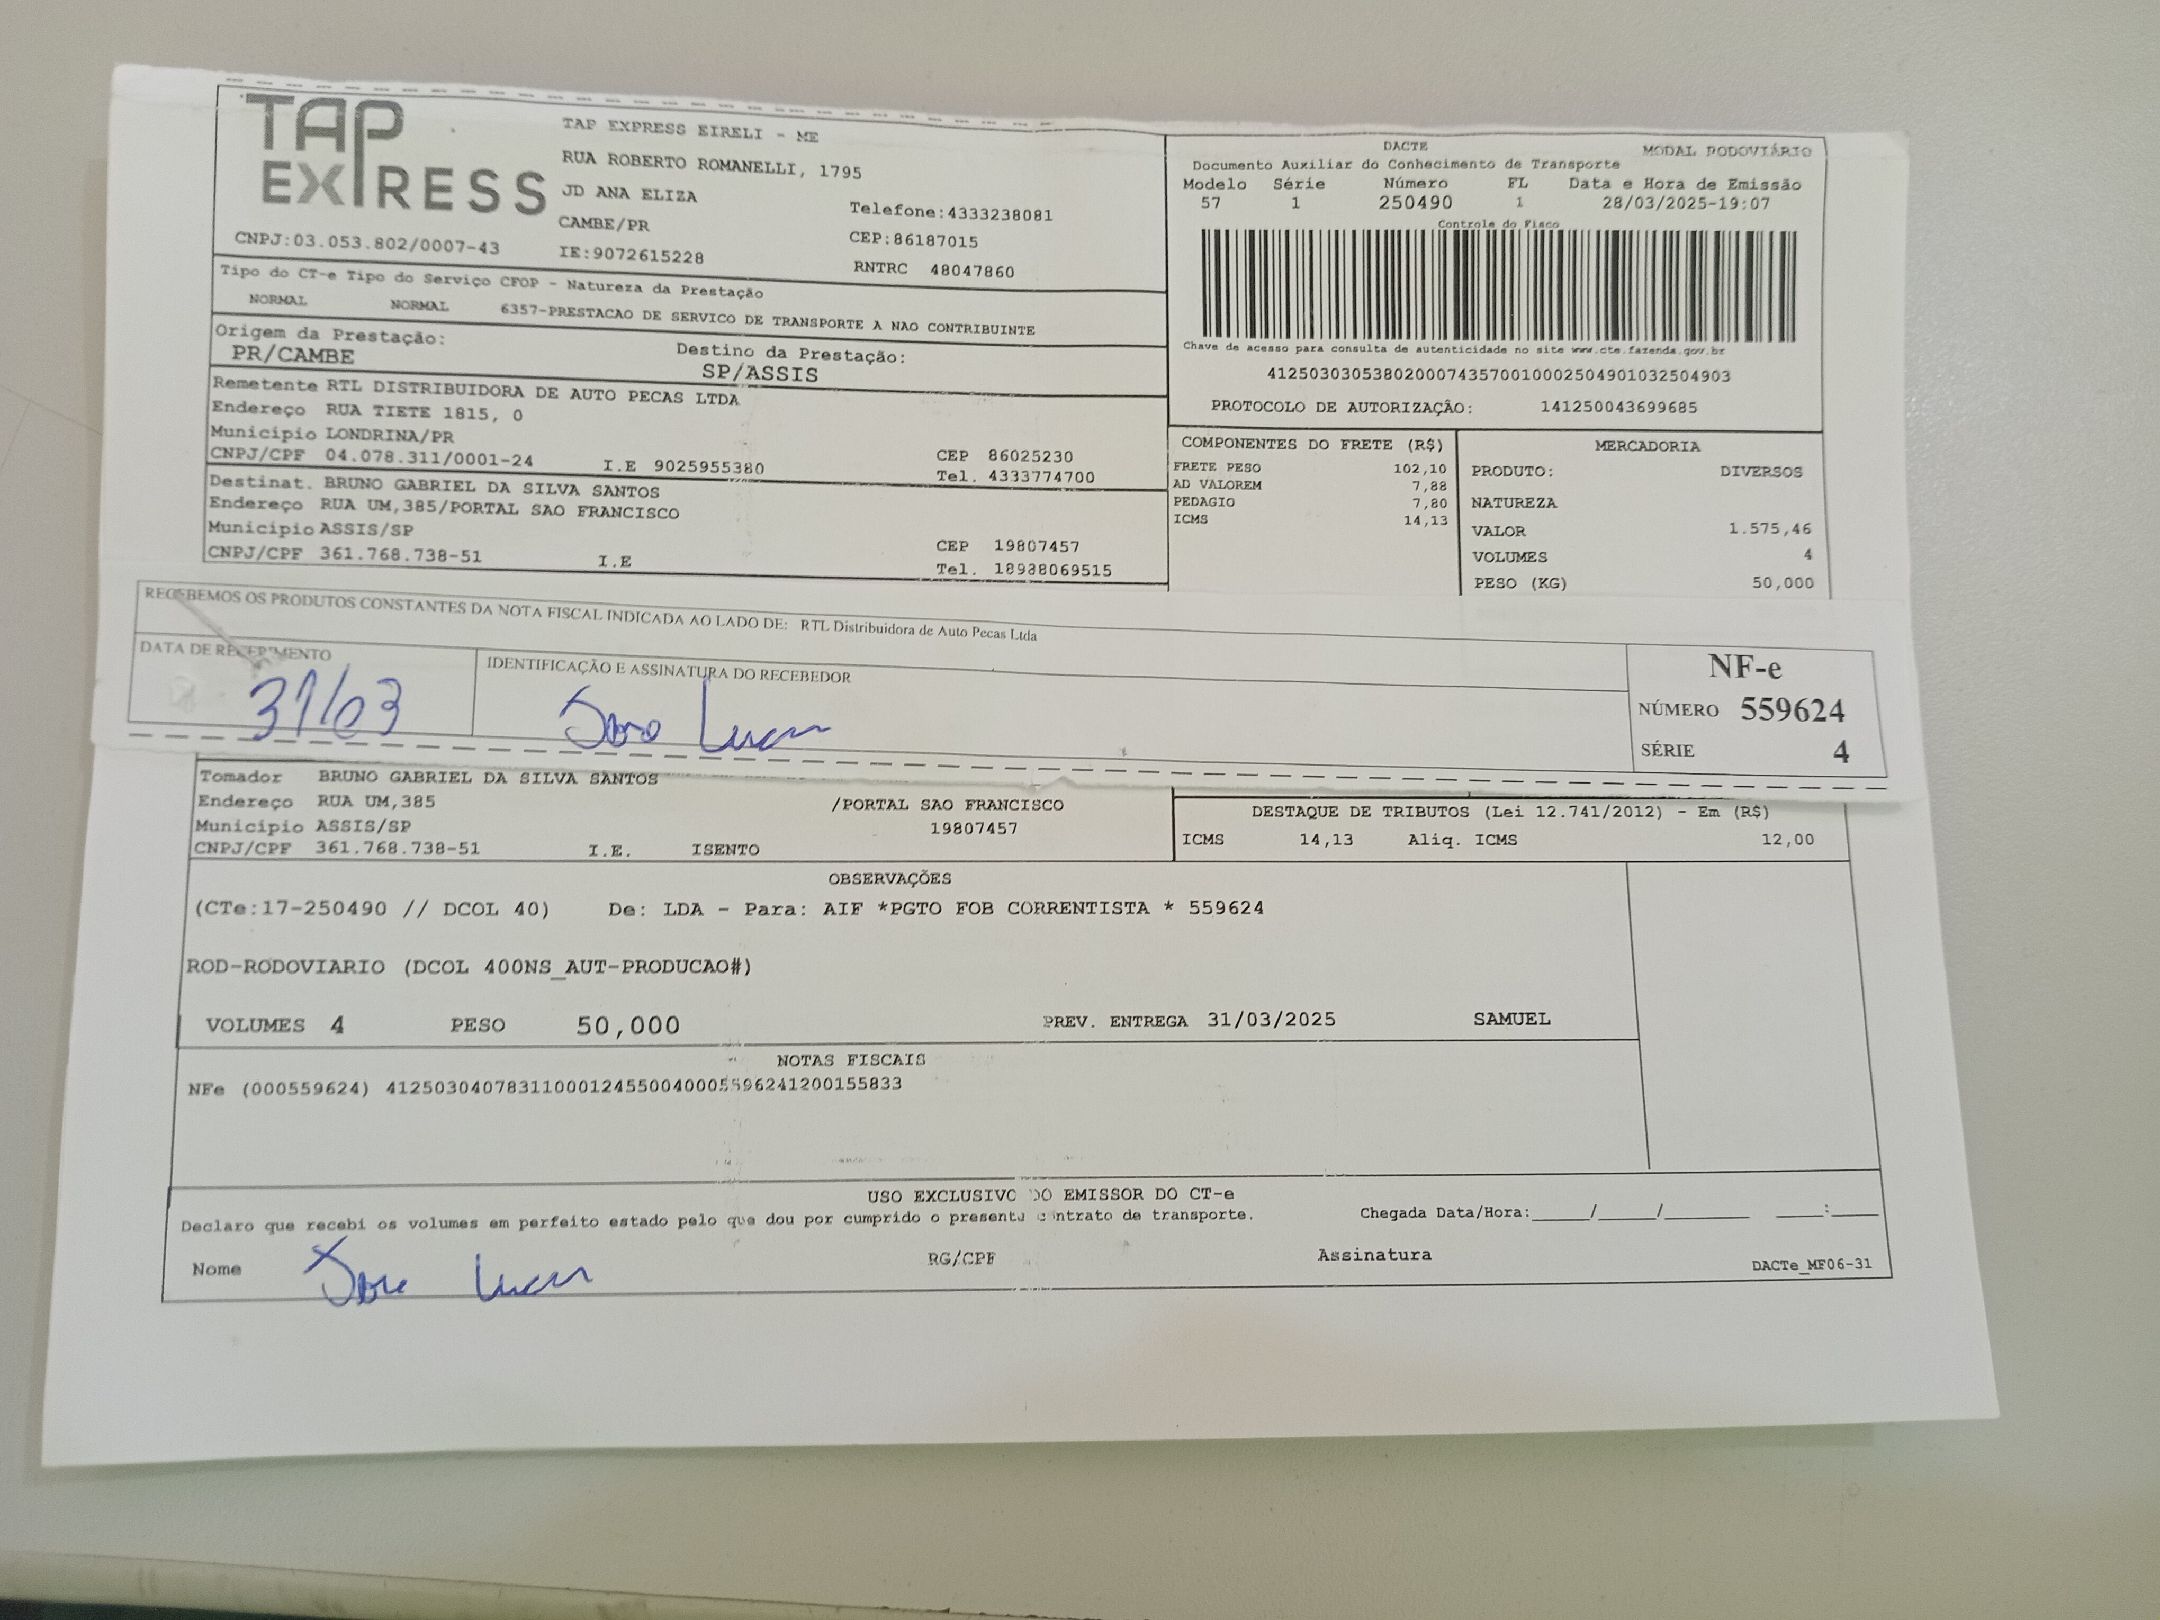 TAP EXPRESS
TAP EXPRESS EIRELI - ME
RUA ROBERTO ROMANELLI, 1795
JD ANA ELIZA
CAMBE/PR
Telefone:4333238081
CEP:86187015
CNPJ:03.053.802/0007-43
IE:9072615228
RNTRC 48047860
DACTE MODAL RODOVIÁRIO
Documento Auxiliar do Conhecimento de Transporte
Modelo Série Número FL Data e Hora de Emissão
57 1 250490 1 28/03/2025-19:07
Controle do Fisco
Chave de acesso para consulta de autenticidade no site www.cte.fazenda.gov.br
41250303053802000743570010002504901032504903
PROTOCOLO DE AUTORIZAÇÃO: 141250043699685
Tipo do CT-e Tipo do Serviço CFOP - Natureza da Prestação
NORMAL NORMAL 6357-PRESTACAO DE SERVICO DE TRANSPORTE A NAO CONTRIBUINTE
Origem da Prestação: Destino da Prestação:
PR/CAMBE SP/ASSIS
Remetente RTL DISTRIBUIDORA DE AUTO PECAS LTDA
Endereço RUA TIETE 1815, 0
Municipio LONDRINA/PR CEP 86025230
CNPJ/CPF 04.078.311/0001-24 I.E 9025955380 Tel. 4333774700
Destinat. BRUNO GABRIEL DA SILVA SANTOS
Endereço RUA UM,385/PORTAL SAO FRANCISCO
Municipio ASSIS/SP CEP 19807457
CNPJ/CPF 361.768.738-51 I.E Tel. 18988069515
COMPONENTES DO FRETE (R$)
FRETE PESO 102,10
AD VALOREM 7,88
PEDAGIO 7,80
ICMS 14,13
MERCADORIA
PRODUTO: DIVERSOS
NATUREZA
VALOR 1.575,46
VOLUMES 4
PESO (KG) 50,000
RECEBEMOS OS PRODUTOS CONSTANTES DA NOTA FISCAL INDICADA AO LADO DE: RTL Distribuidora de Auto Pecas Ltda
DATA DE RECEBIMENTO IDENTIFICAÇÃO E ASSINATURA DO RECEBEDOR
31/03
NF-e
NÚMERO 559624
SÉRIE 4
Tomador BRUNO GABRIEL DA SILVA SANTOS
Endereço RUA UM,385 /PORTAL SAO FRANCISCO
Municipio ASSIS/SP 19807457
CNPJ/CPF 361.768.738-51 I.E. ISENTO
DESTAQUE DE TRIBUTOS (Lei 12.741/2012) - Em (R$)
ICMS 14,13 Aliq. ICMS 12,00
OBSERVAÇÕES
(CTe:17-250490 // DCOL 40) De: LDA - Para: AIF *PGTO FOB CORRENTISTA * 559624
ROD-RODOVIARIO (DCOL 400NS_AUT-PRODUCAO#)
VOLUMES 4 PESO 50,000 PREV. ENTREGA 31/03/2025 SAMUEL
NOTAS FISCAIS
NFe (000559624) 41250304078311000124550040005596241200155833
USO EXCLUSIVO DO EMISSOR DO CT-e
Declaro que recebi os volumes em perfeito estado pelo que dou por cumprido o presente contrato de transporte. Chegada Data/Hora:_____/_____/_______ ____:____
Nome RG/CPF Assinatura DACTe_MF06-31